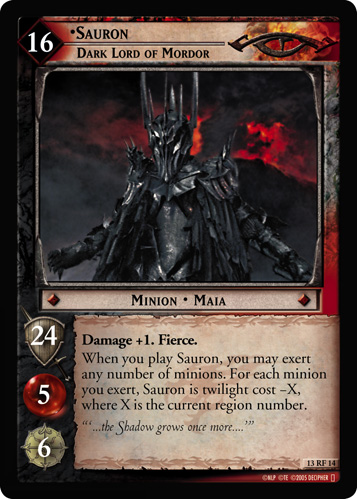 16
•Sauron
Dark Lord of Mordor
Minion • Maia
24
5
6
Damage +1. Fierce.
When you play Sauron, you may exert
any number of minions. For each minion
you exert, Sauron is twilight cost –X,
where X is the current region number.
“‘...the Shadow grows once more....’”
13 RF 14
©NLP ©TE ©2005 DECIPHER